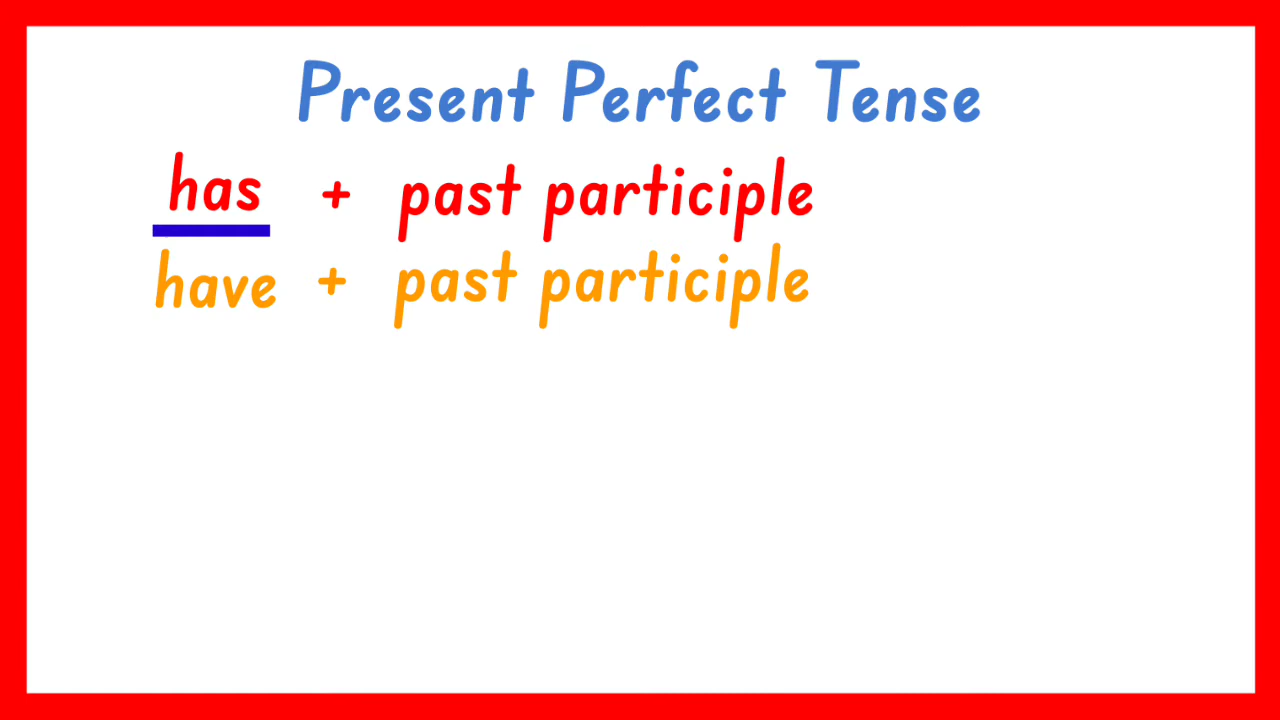 Present Perfect Tense
has + past participle
have + past participle